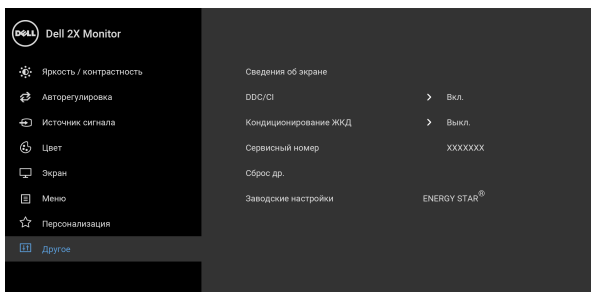 DELL Dell 2X Monitor
Яркость / контрастность Сведения об экране
Авторегулировка DDC/CI > Вкл.
Источник сигнала Кондиционирование ЖКД > Выкл.
Цвет Сервисный номер XXXXXXX
Экран Сброс др.
Меню Заводские настройки ENERGY STAR®
Персонализация
Другое